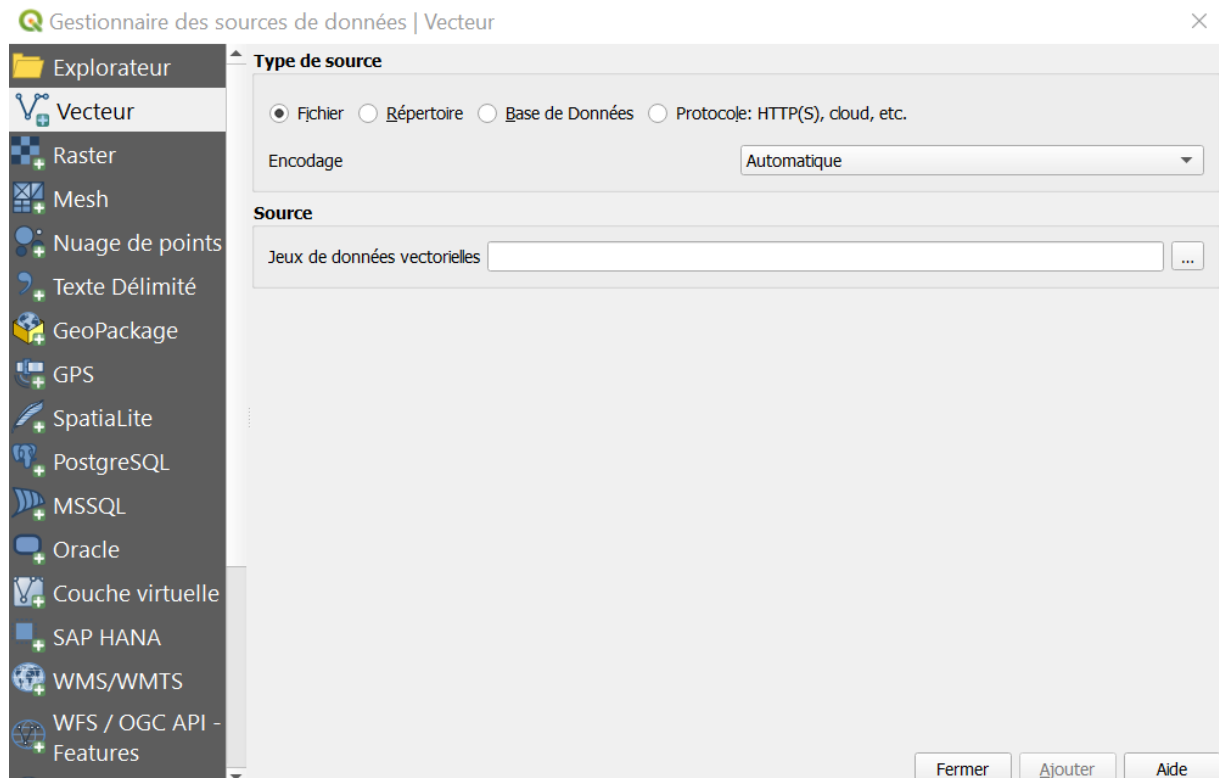 Gestionnaire des sources de données | Vecteur
Explorateur
Vecteur
Raster
Mesh
Nuage de points
Texte Délimité
GeoPackage
GPS
SpatiaLite
PostgreSQL
MSSQL
Oracle
Couche virtuelle
SAP HANA
WMS/WMTS
WFS / OGC API -
Features
Type de source
Fichier Répertoire Base de Données Protocole: HTTP(S), cloud, etc.
Encodage Automatique
Source
Jeux de données vectorielles ...
Fermer Ajouter Aide